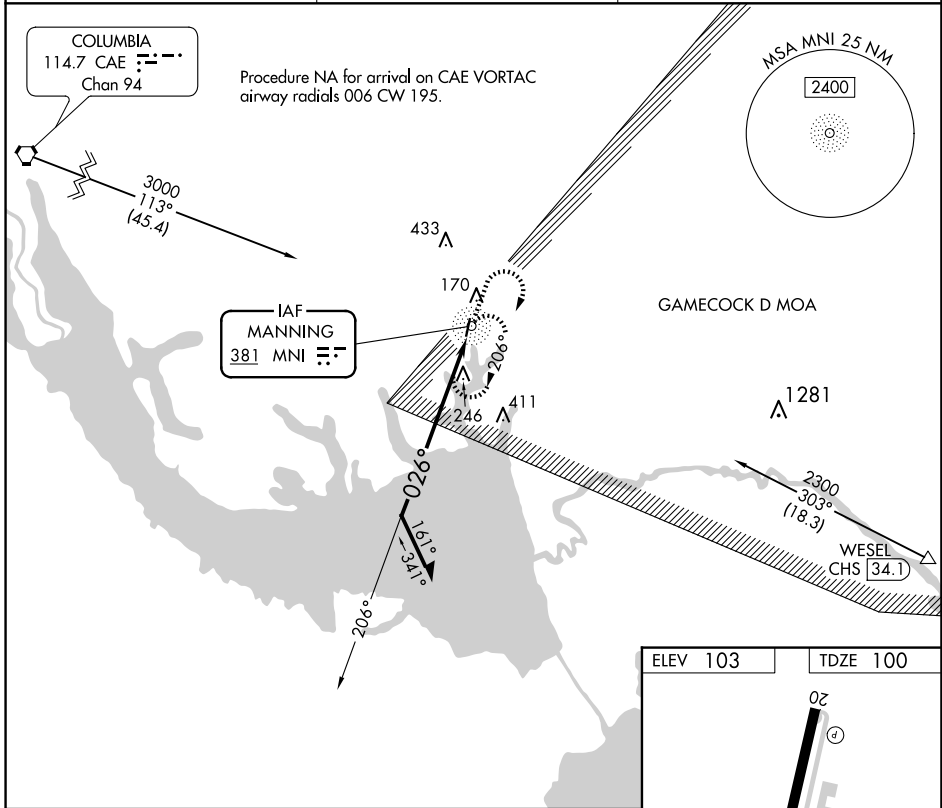 COLUMBIA
114.7 CAE
Chan 94
Procedure NA for arrival on CAE VORTAC
airway radials 006 CW 195.
MSA MNI 25 NM
2400
3000
113°
(45.4)
433
170
IAF
MANNING
381 MNI
206°
GAMECOCK D MOA
246
411
1281
026°
2300
303°
(18.3)
161°
341°
WESEL
CHS 34.1
206°
ELEV 103
TDZE 100
20
P